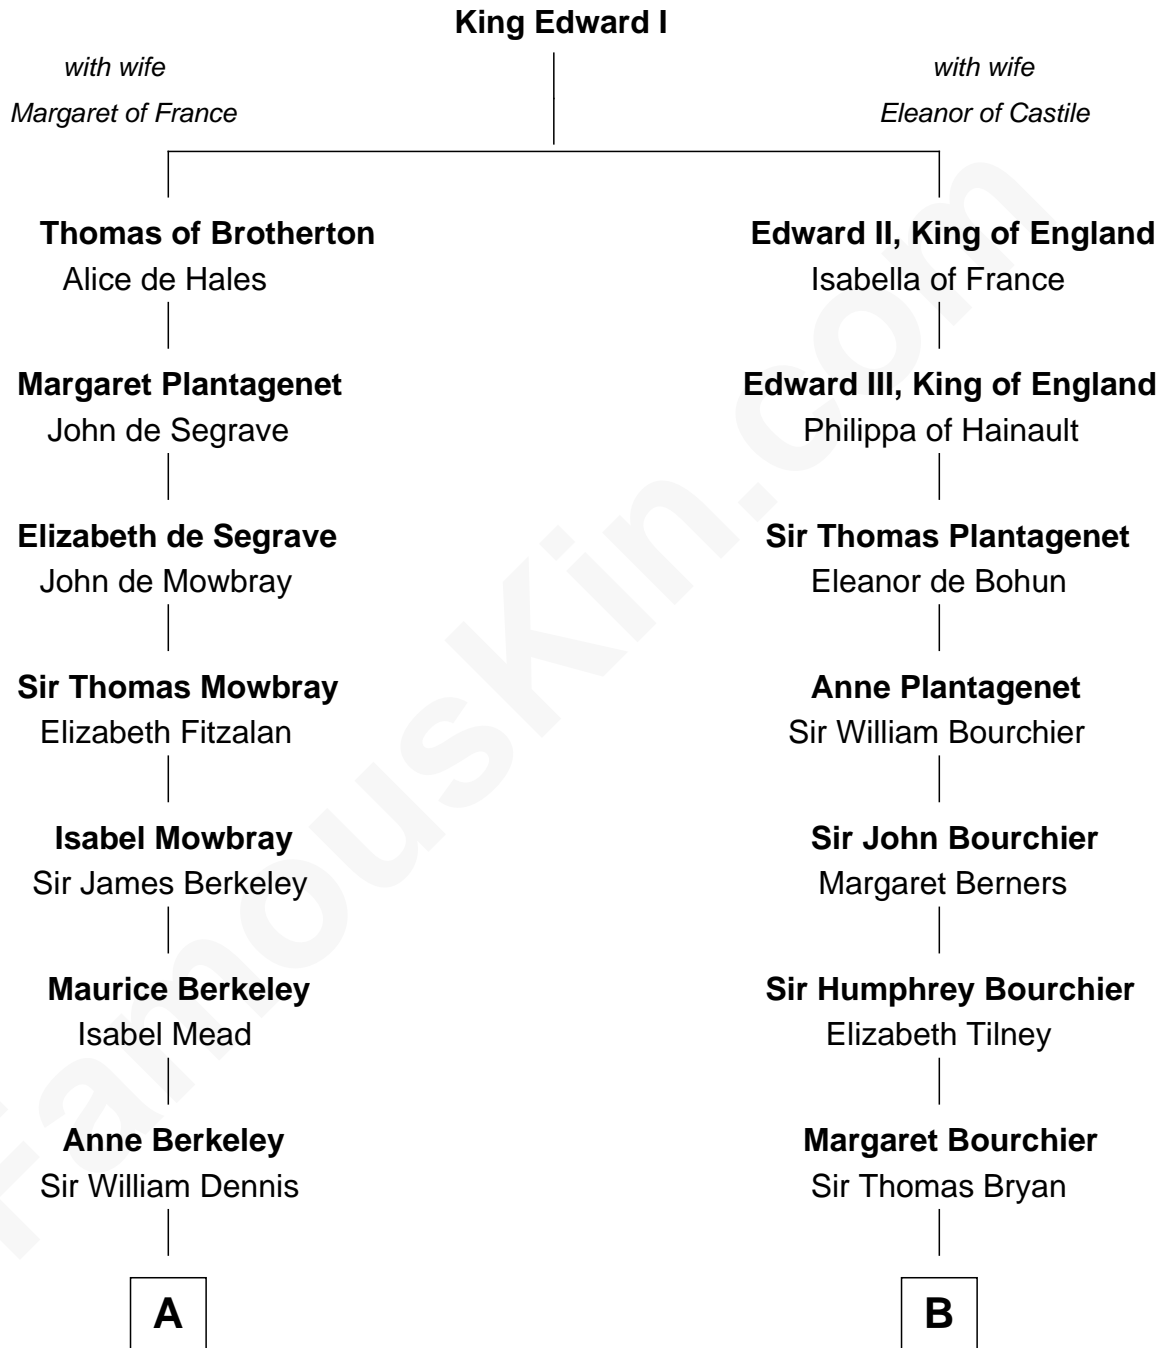 King Edward I
with wife
Margaret of France
with wife
Eleanor of Castile
Thomas of Brotherton
Alice de Hales
Edward II, King of England
Isabella of France
Margaret Plantagenet
John de Segrave
Edward III, King of England
Philippa of Hainault
Elizabeth de Segrave
John de Mowbray
Sir Thomas Plantagenet
Eleanor de Bohun
Sir Thomas Mowbray
Elizabeth Fitzalan
Anne Plantagenet
Sir William Bourchier
Isabel Mowbray
Sir James Berkeley
Sir John Bourchier
Margaret Berners
Maurice Berkeley
Isabel Mead
Sir Humphrey Bourchier
Elizabeth Tilney
Anne Berkeley
Sir William Dennis
Margaret Bourchier
Sir Thomas Bryan
A
B
FamousKin.com